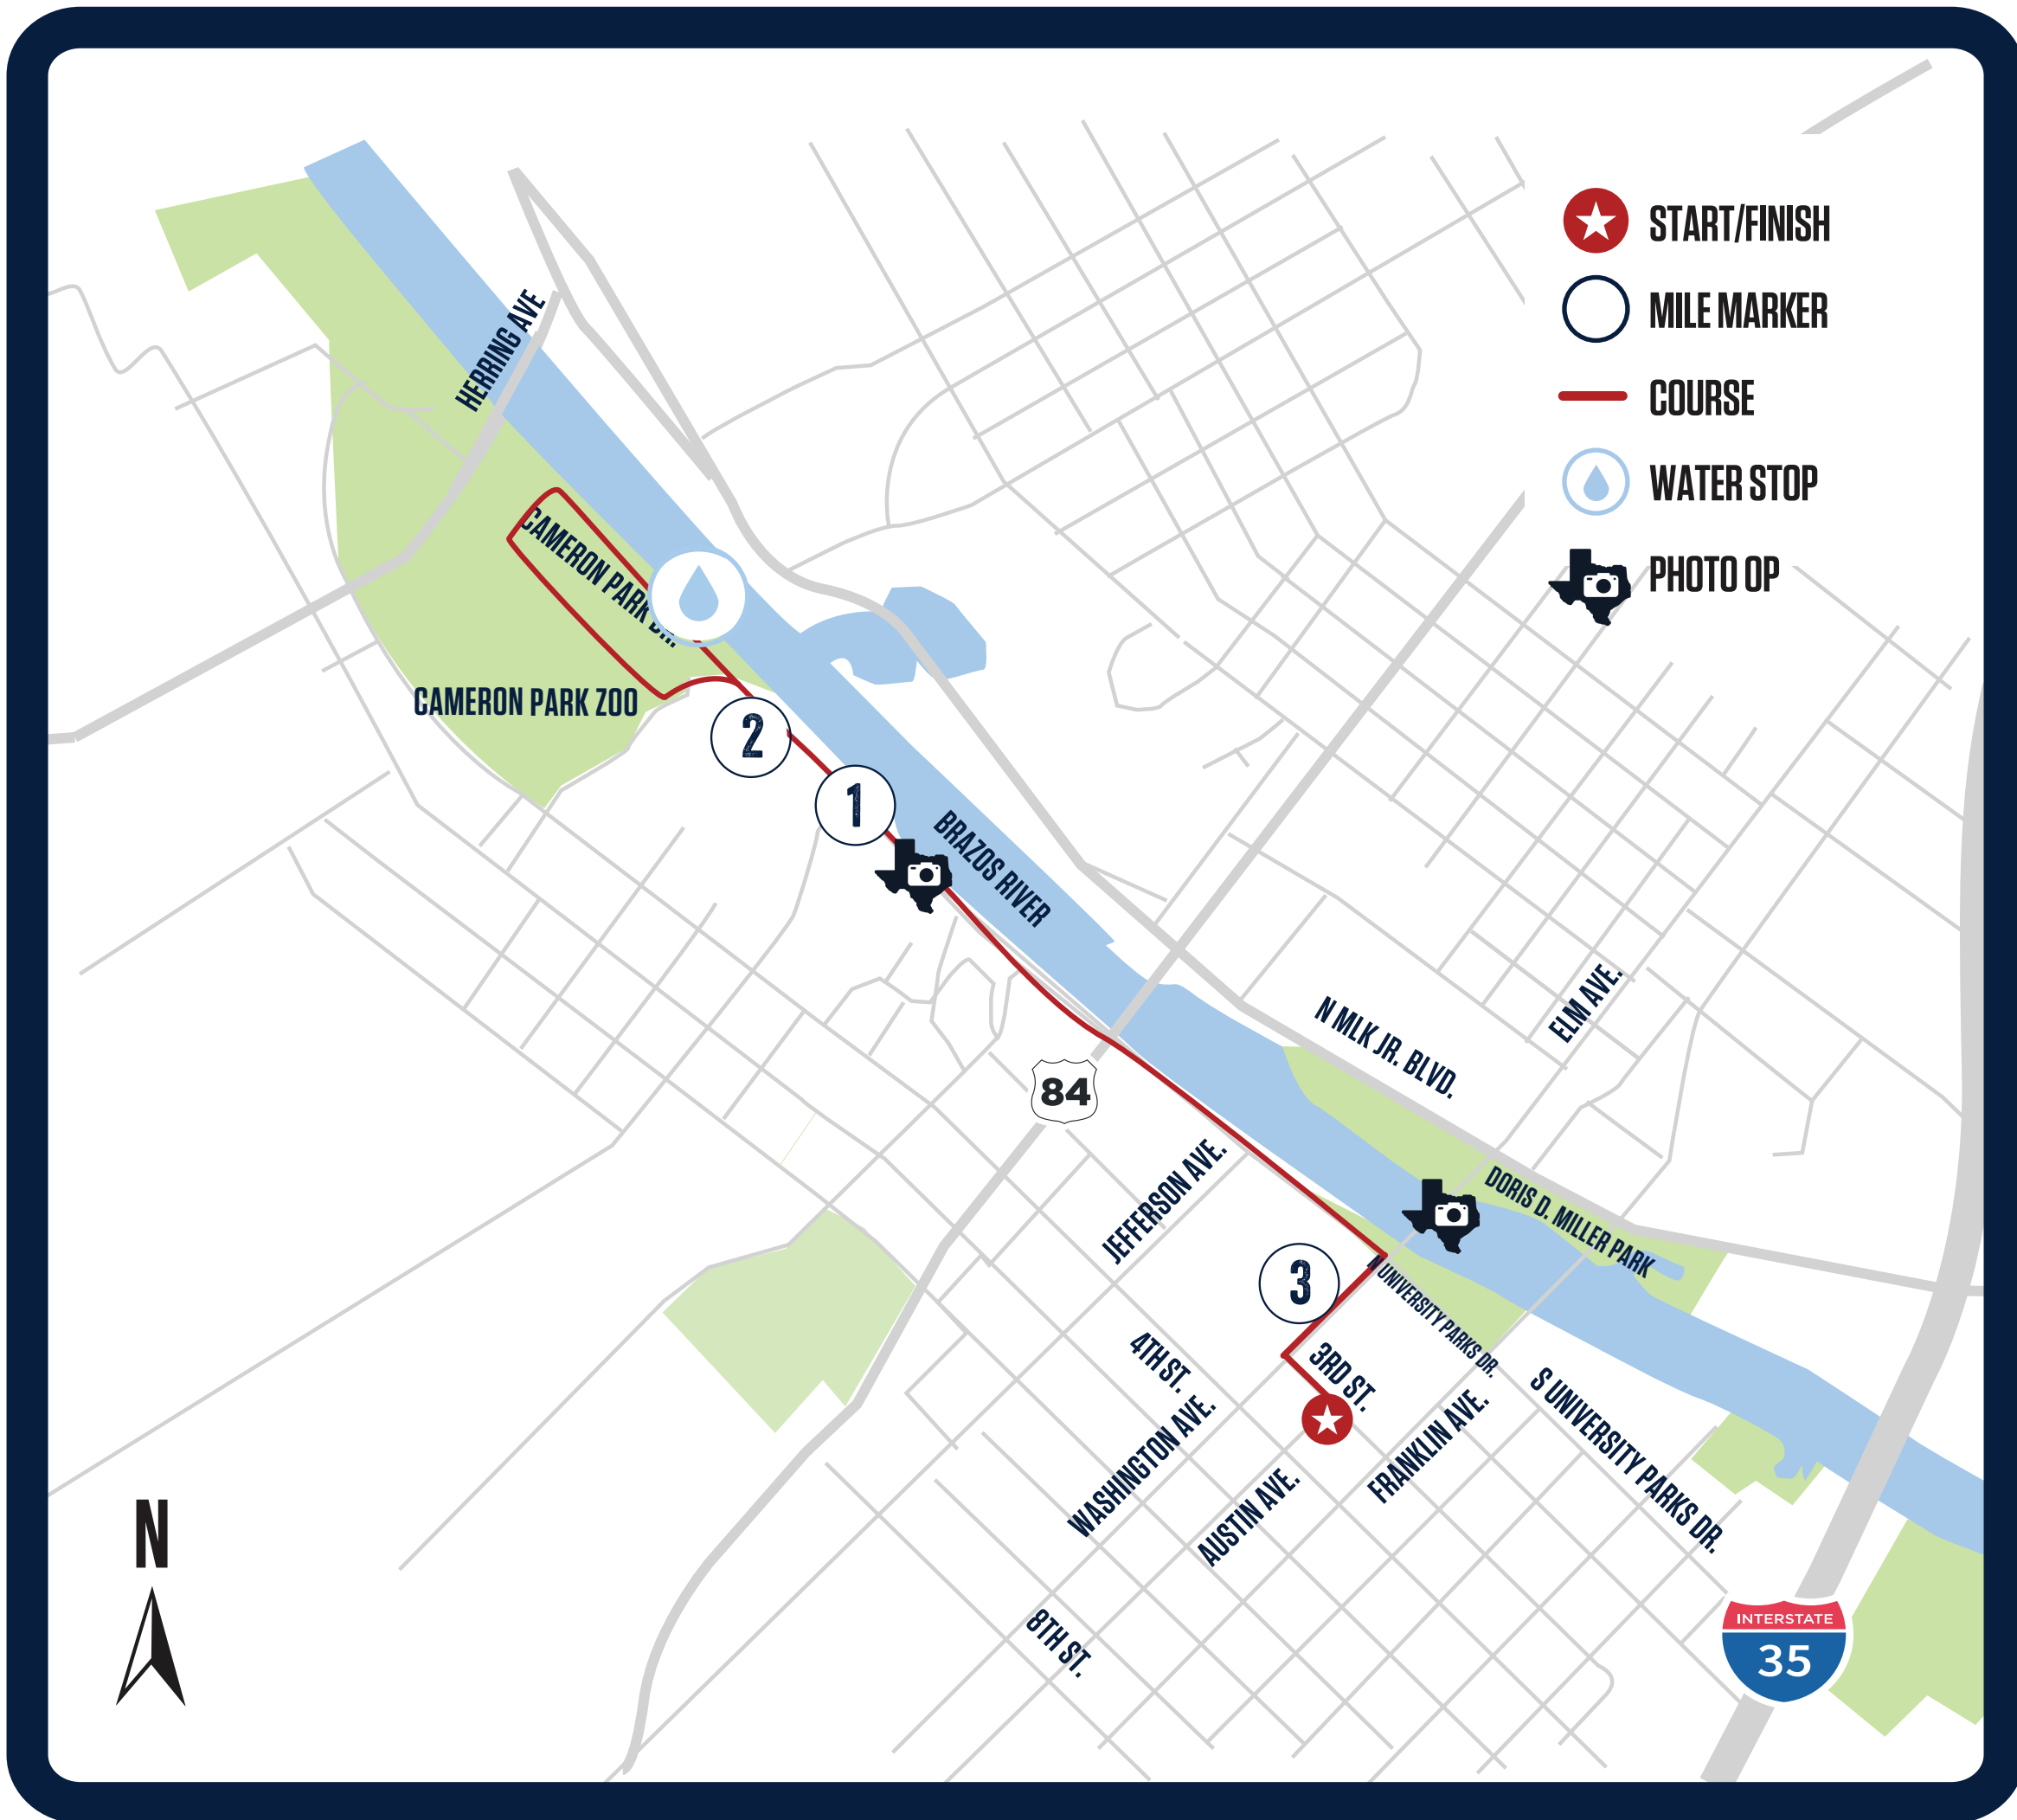 START/FINISH
MILE MARKER
COURSE
WATER STOP
PHOTO OP
HERRING AVE
CAMERON PARK
CAMERON PARK ZOO
2
1
BRAZOS RIVER
84
N MLK JR. BLVD.
ELM AVE.
JEFFERSON AVE.
DORIS D. MILLER PARK
3
N UNIVERSITY PARKS DR.
3RD ST.
4TH ST.
WASHINGTON AVE.
AUSTIN AVE.
FRANKLIN AVE.
S UNIVERSITY PARKS DR.
8TH ST.
N
INTERSTATE
35